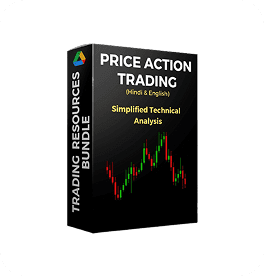 PRICE ACTION
TRADING
(Hindi & English)
Simplified Technical
Analysis
TRADING RESOURCES
BUNDLE